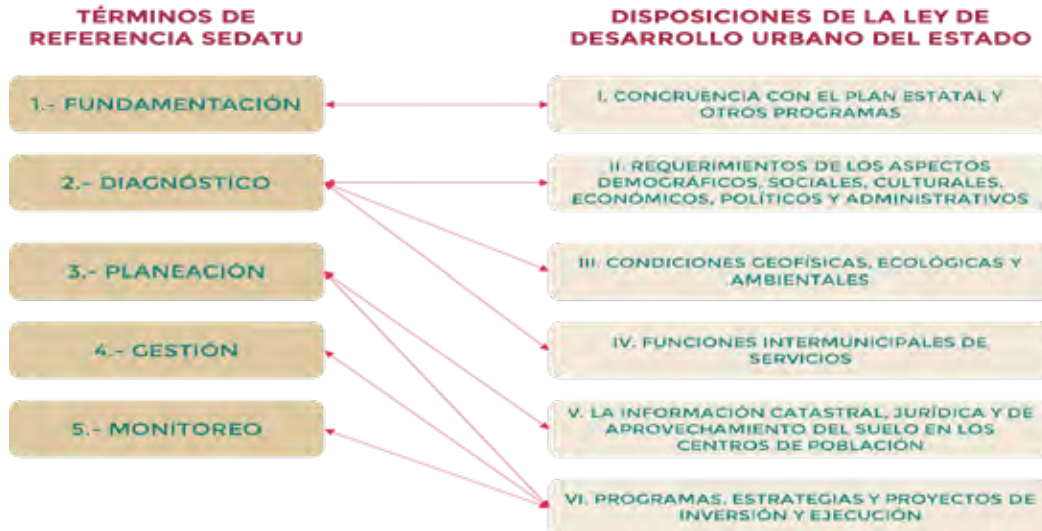 TÉRMINOS DE
REFERENCIA SEDATU
1.- FUNDAMENTACIÓN
2.- DIAGNÓSTICO
3.- PLANEACIÓN
4.- GESTIÓN
5.- MONITOREO
DISPOSICIONES DE LA LEY DE
DESARROLLO URBANO DEL ESTADO
I. CONGRUENCIA CON EL PLAN ESTATAL Y
OTROS PROGRAMAS
II. REQUERIMIENTOS DE LOS ASPECTOS
DEMOGRÁFICOS, SOCIALES, CULTURALES,
ECONÓMICOS, POLÍTICOS Y ADMINISTRATIVOS
III. CONDICIONES GEOFÍSICAS, ECOLÓGICAS Y
AMBIENTALES
IV. FUNCIONES INTERMUNICIPALES DE
SERVICIOS
V. LA INFORMACIÓN CATASTRAL, JURÍDICA Y DE
APROVECHAMIENTO DEL SUELO EN LOS
CENTROS DE POBLACIÓN
VI. PROGRAMAS, ESTRATEGIAS Y PROYECTOS DE
INVERSIÓN Y EJECUCIÓN